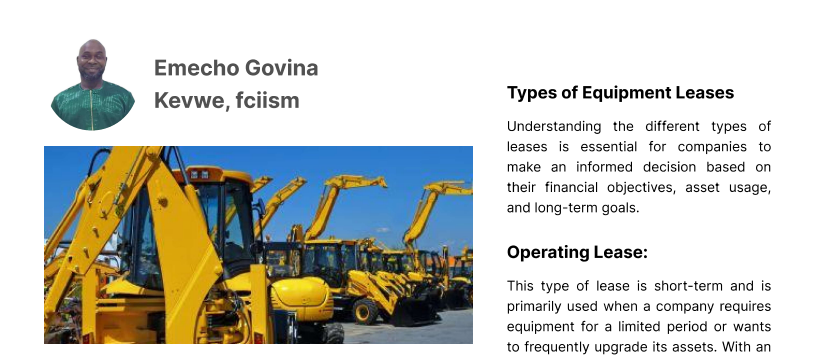 Emecho Govina
Kevwe, fciism
Types of Equipment Leases
Understanding the different types of
leases is essential for companies to
make an informed decision based on
their financial objectives, asset usage,
and long-term goals.
Operating Lease:
This type of lease is short-term and is
primarily used when a company requires
equipment for a limited period or wants
to frequently upgrade its assets. With an